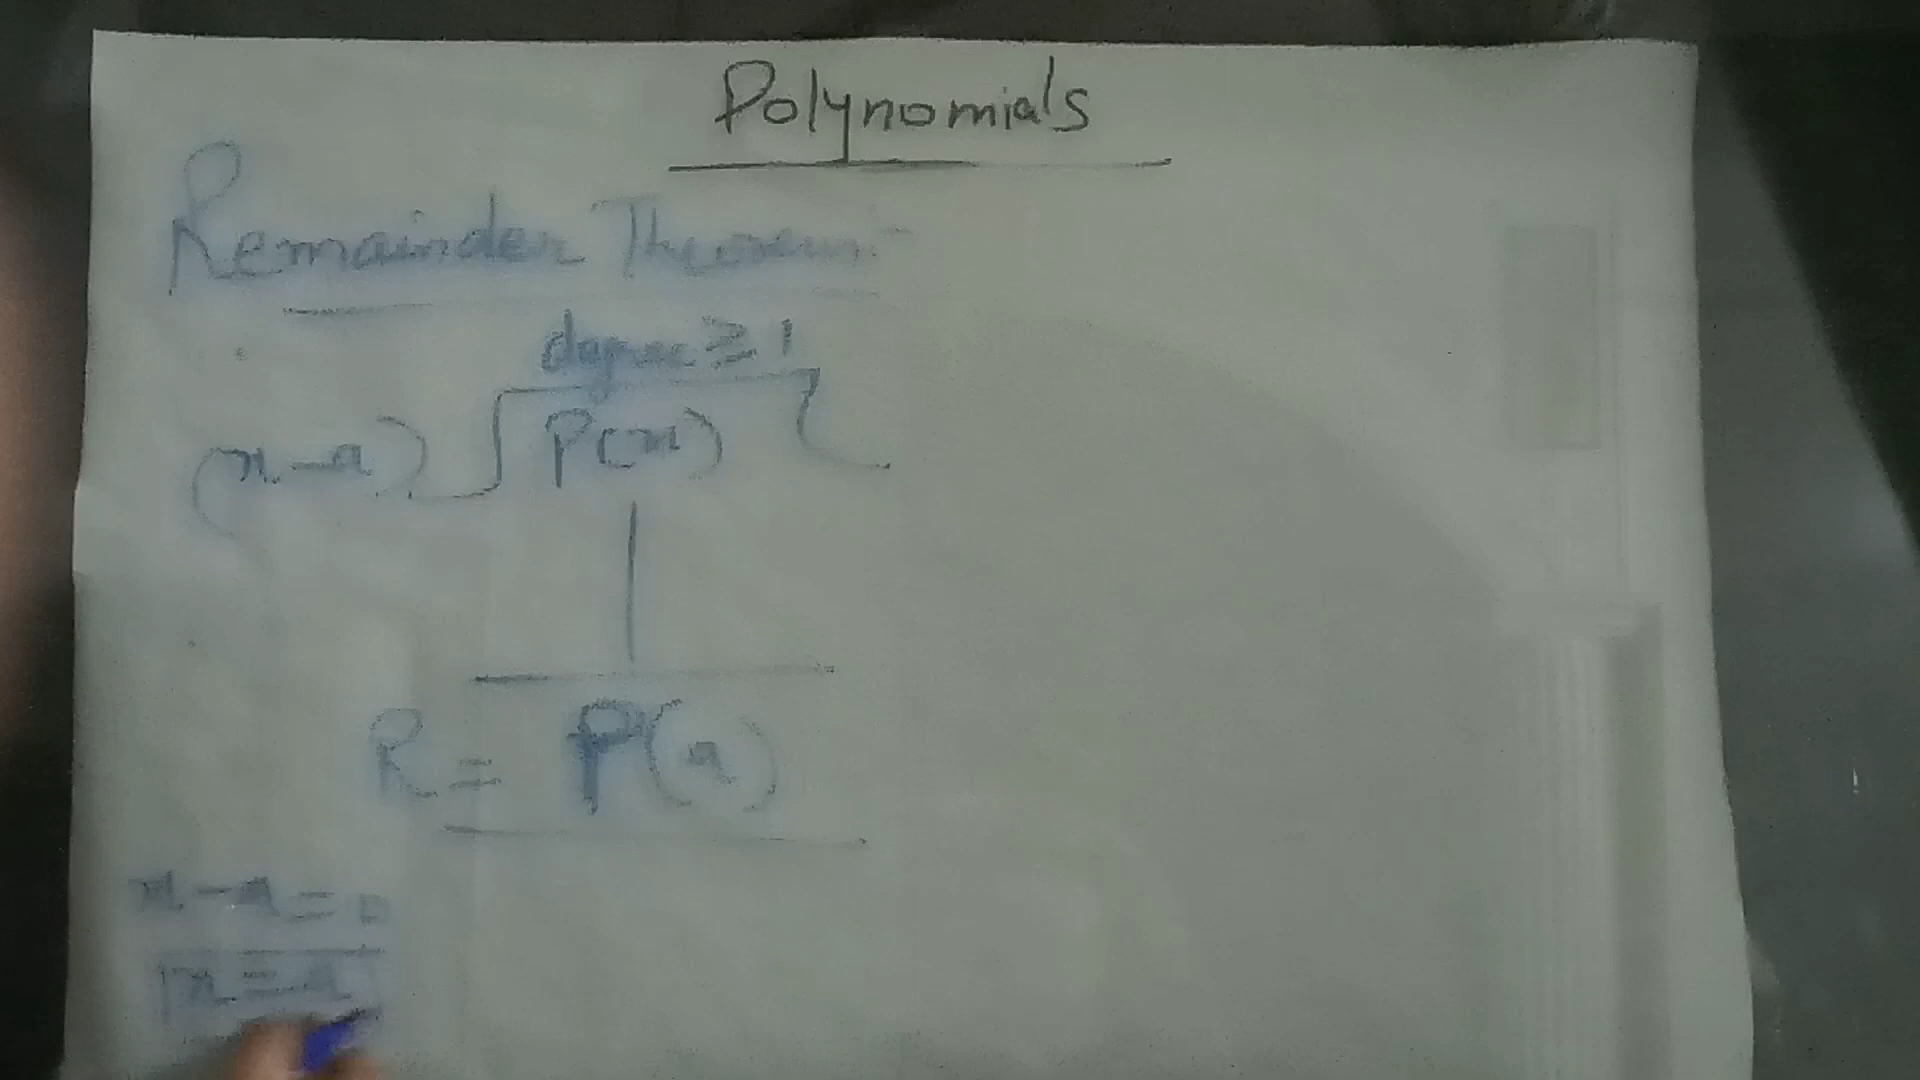 Polynomials
Remainder Theorem:-
degree ≥ 1
(x-a) P(x)
R = P(a)
x-a=0
x=a